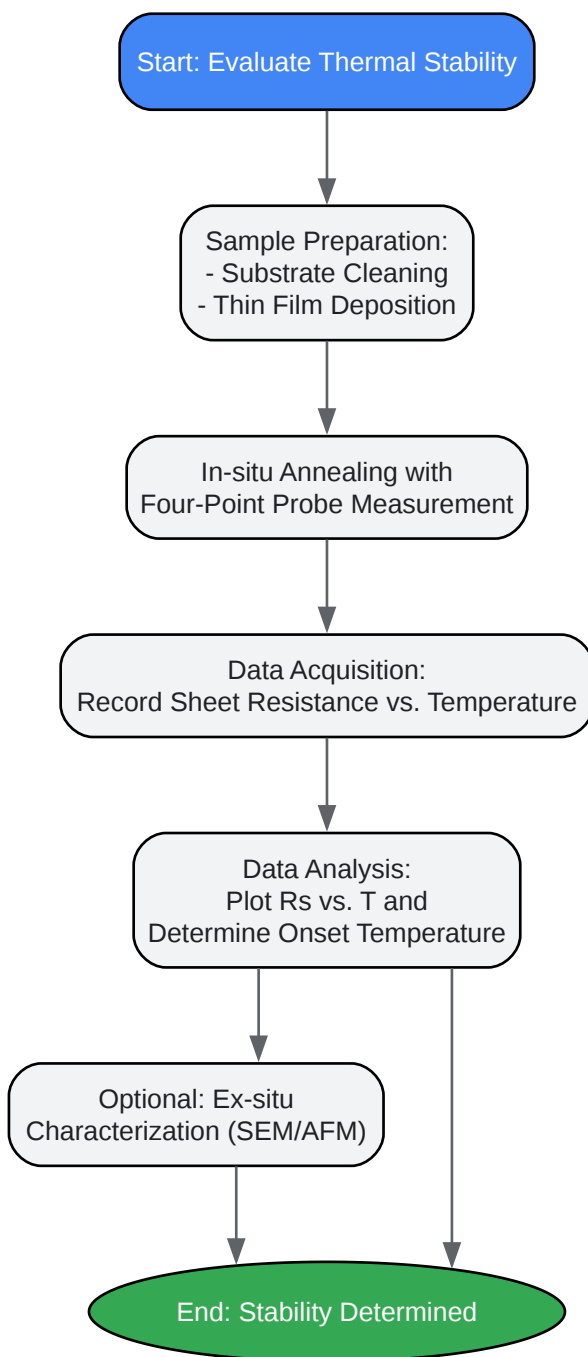 Start: Evaluate Thermal Stability
Sample Preparation:
- Substrate Cleaning
- Thin Film Deposition
In-situ Annealing with
Four-Point Probe Measurement
Data Acquisition:
Record Sheet Resistance vs. Temperature
Data Analysis:
Plot Rs vs. T and
Determine Onset Temperature
Optional: Ex-situ
Characterization (SEM/AFM)
End: Stability Determined